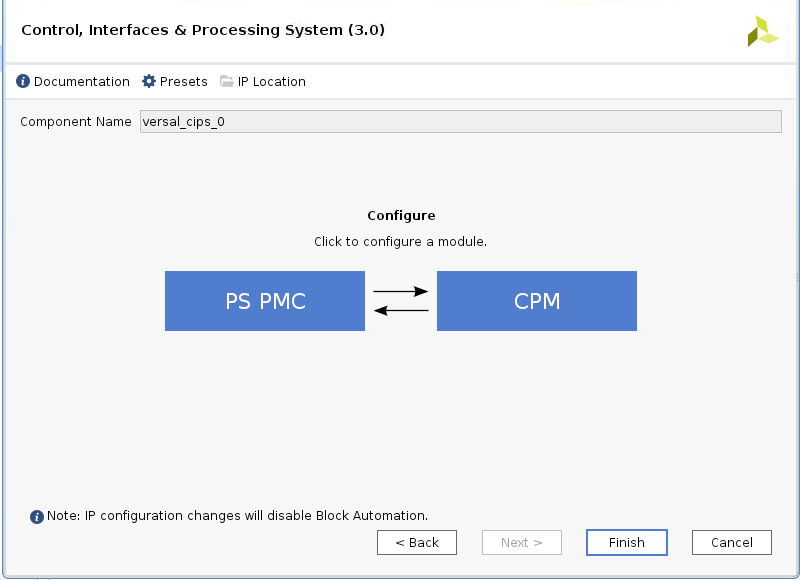 Control, Interfaces & Processing System (3.0)
Documentation Presets IP Location
Component Name versal_cips_0
Configure
Click to configure a module.
PS PMC CPM
Note: IP configuration changes will disable Block Automation.
< Back Next > Finish Cancel